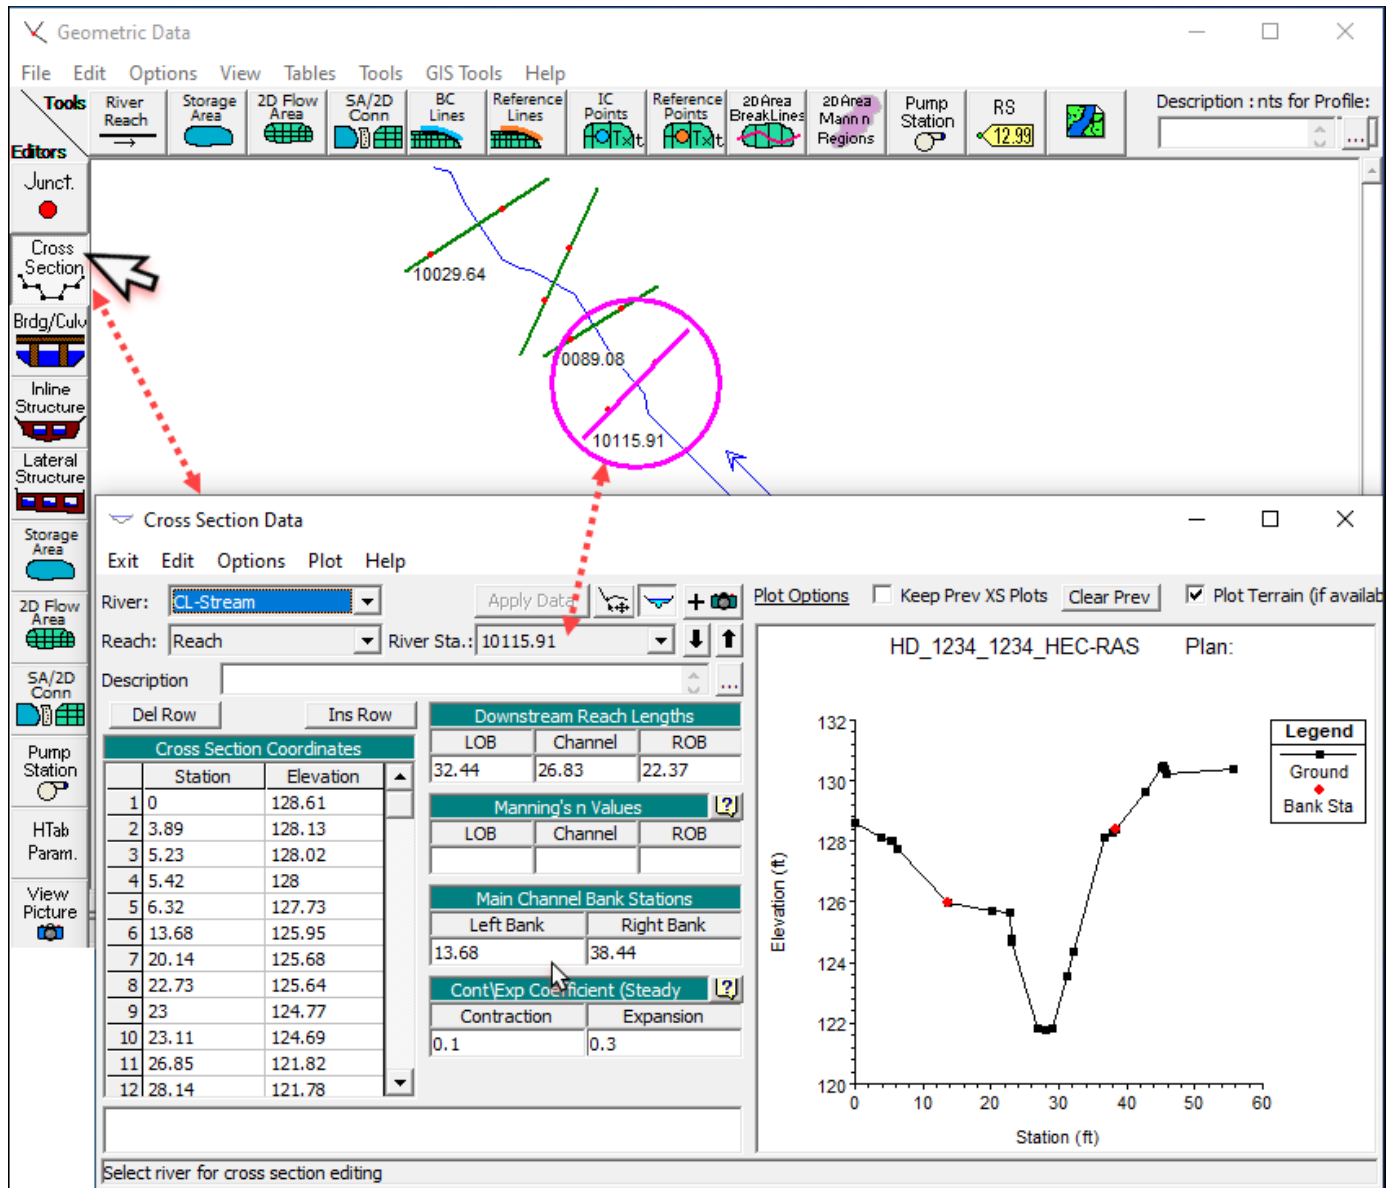 Geometric Data
File Edit Options View Tables Tools GIS Tools Help
Tools
Editors
River Reach
Storage Area
2D Flow Area
SA/2D Conn
BC Lines
Reference Lines
IC Points
Reference Points
2D Area BreakLines
2D Area Mann n Regions
Pump Station
RS
12.99
Description : nts for Profile:
...
Junct.
Cross Section
Brdg/Culv
Inline Structure
Lateral Structure
Storage Area
2D Flow Area
SA/2D Conn
Pump Station
HTab Param.
View Picture
10029.64
0089.08
10115.91
Cross Section Data
Exit Edit Options Plot Help
River: CL-Stream Apply Data
Reach: Reach River Sta.: 10115.91
Description ...
Del Row Ins Row
Cross Section Coordinates
Station Elevation
1 0 128.61
2 3.89 128.13
3 5.23 128.02
4 5.42 128
5 6.32 127.73
6 13.68 125.95
7 20.14 125.68
8 22.73 125.64
9 23 124.77
10 23.11 124.69
11 26.85 121.82
12 28.14 121.78
Downstream Reach Lengths
LOB Channel ROB
32.44 26.83 22.37
Manning's n Values
LOB Channel ROB
Main Channel Bank Stations
Left Bank Right Bank
13.68 38.44
Cont\Exp Coefficient (Steady
Contraction Expansion
0.1 0.3
Plot Options Keep Prev XS Plots Clear Prev Plot Terrain (if availab
HD_1234_1234_HEC-RAS Plan:
Legend
Ground
Bank Sta
132
130
128
126
124
122
120
Elevation (ft)
0 10 20 30 40 50 60
Station (ft)
Select river for cross section editing